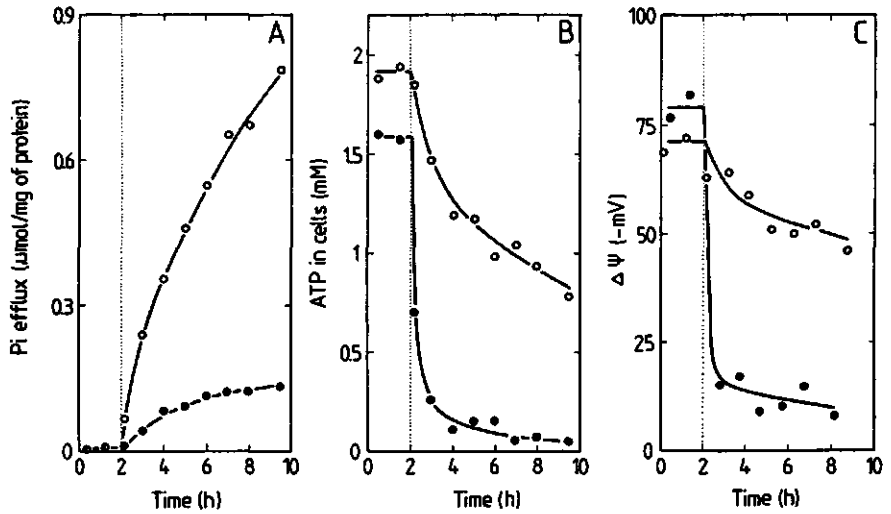 A
Pi efflux (μmol/mg of protein)
0.9
0.6
0.3
0
0 2 4 6 8 10
Time (h)
B
ATP in cells (mM)
2
1.5
1
0.5
0
0 2 4 6 8 10
Time (h)
C
ΔΨ (-mV)
100
75
50
25
0
0 2 4 6 8 10
Time (h)